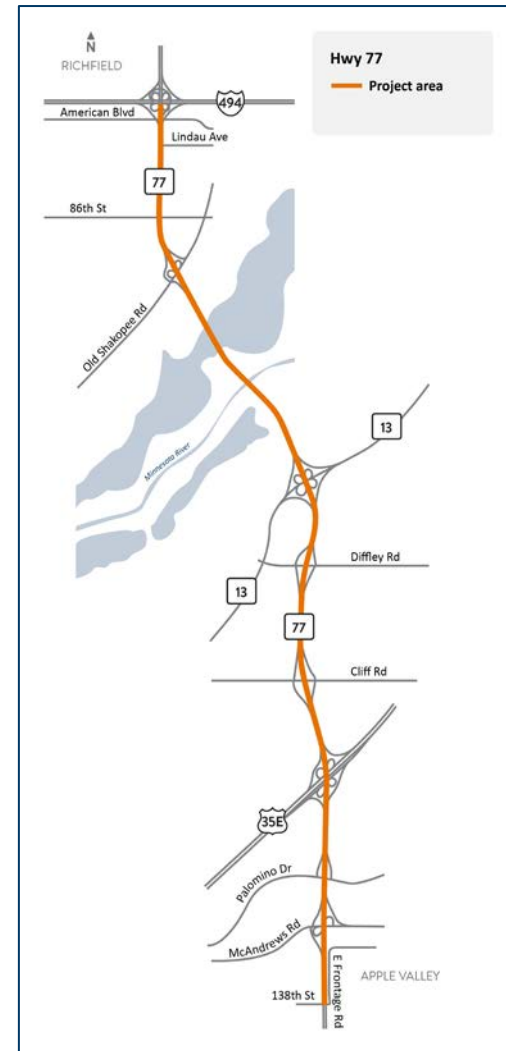 N
RICHFIELD
Hwy 77
Project area
494
American Blvd
Lindau Ave
77
86th St
Old Shakopee Rd
Minnesota River
13
Diffley Rd
13
77
Cliff Rd
35E
Palomino Dr
McAndrews Rd
E Frontage Rd
APPLE VALLEY
138th St